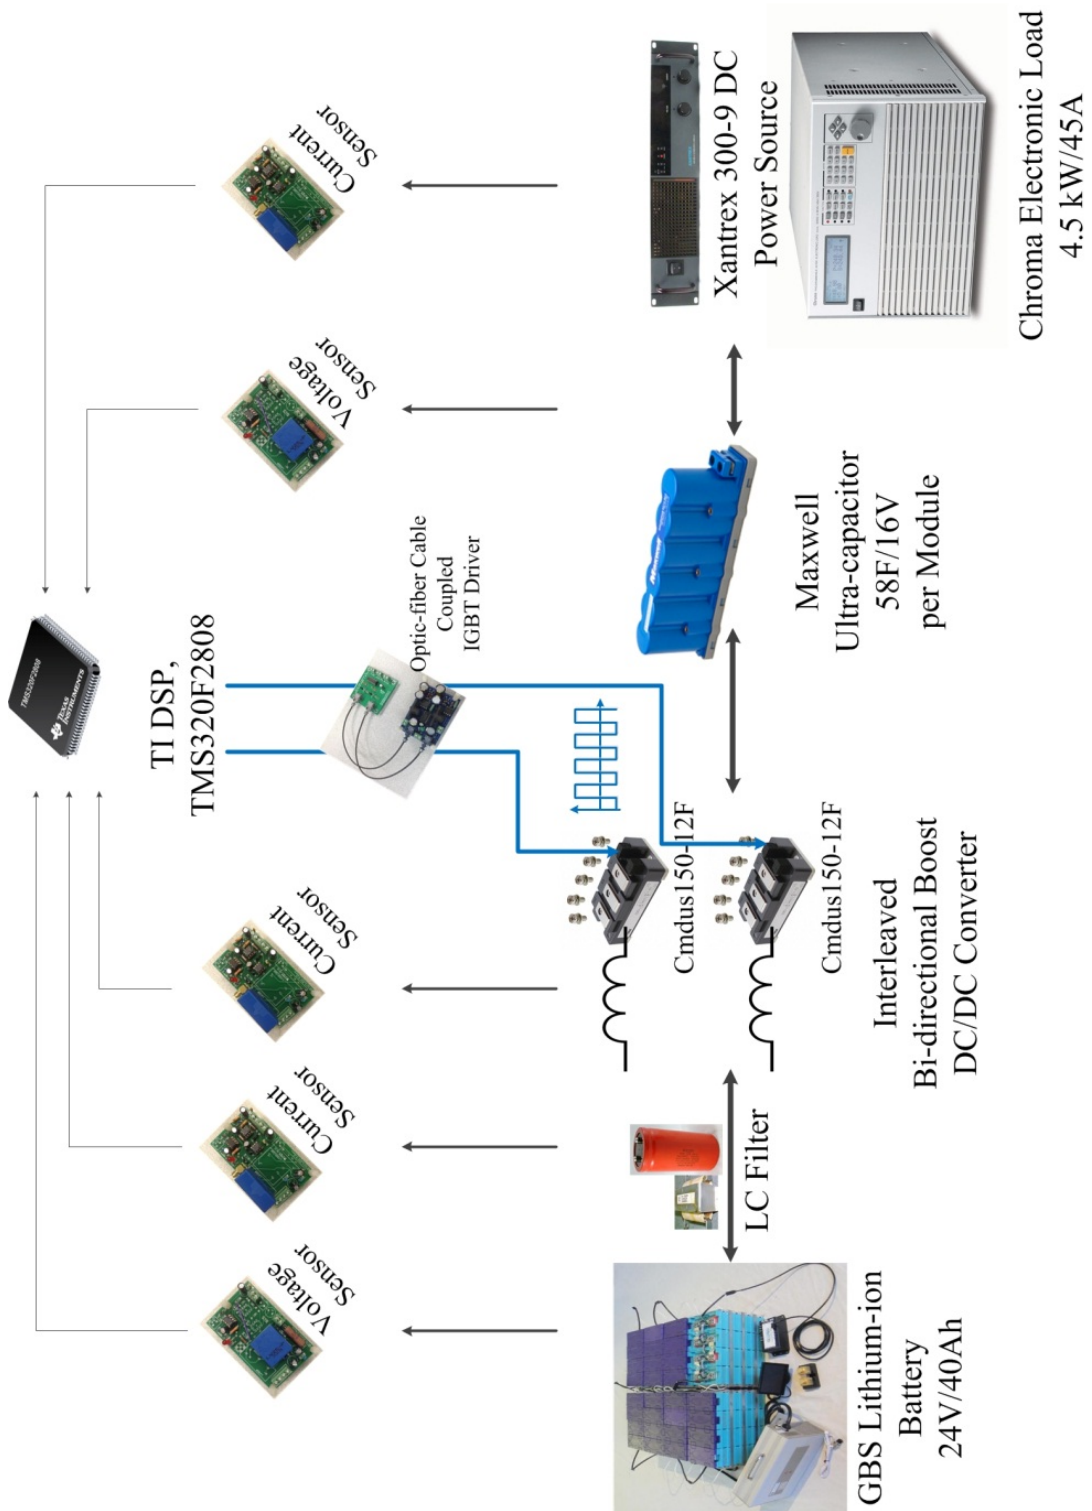 TMS320F2808
TEXAS
INSTRUMENTS
TI DSP,
TMS320F2808
Voltage
Sensor
Current
Sensor
Current
Sensor
Voltage
Sensor
Current
Sensor
Optic-fiber Cable
Coupled
IGBT Driver
Cmdus150-12F
Cmdus150-12F
GBS Lithium-ion
Battery
24V/40Ah
LC Filter
Interleaved
Bi-directional Boost
DC/DC Converter
Maxwell
Ultra-capacitor
58F/16V
per Module
Xantrex 300-9 DC
Power Source
Chroma Electronic Load
4.5 kW/45A